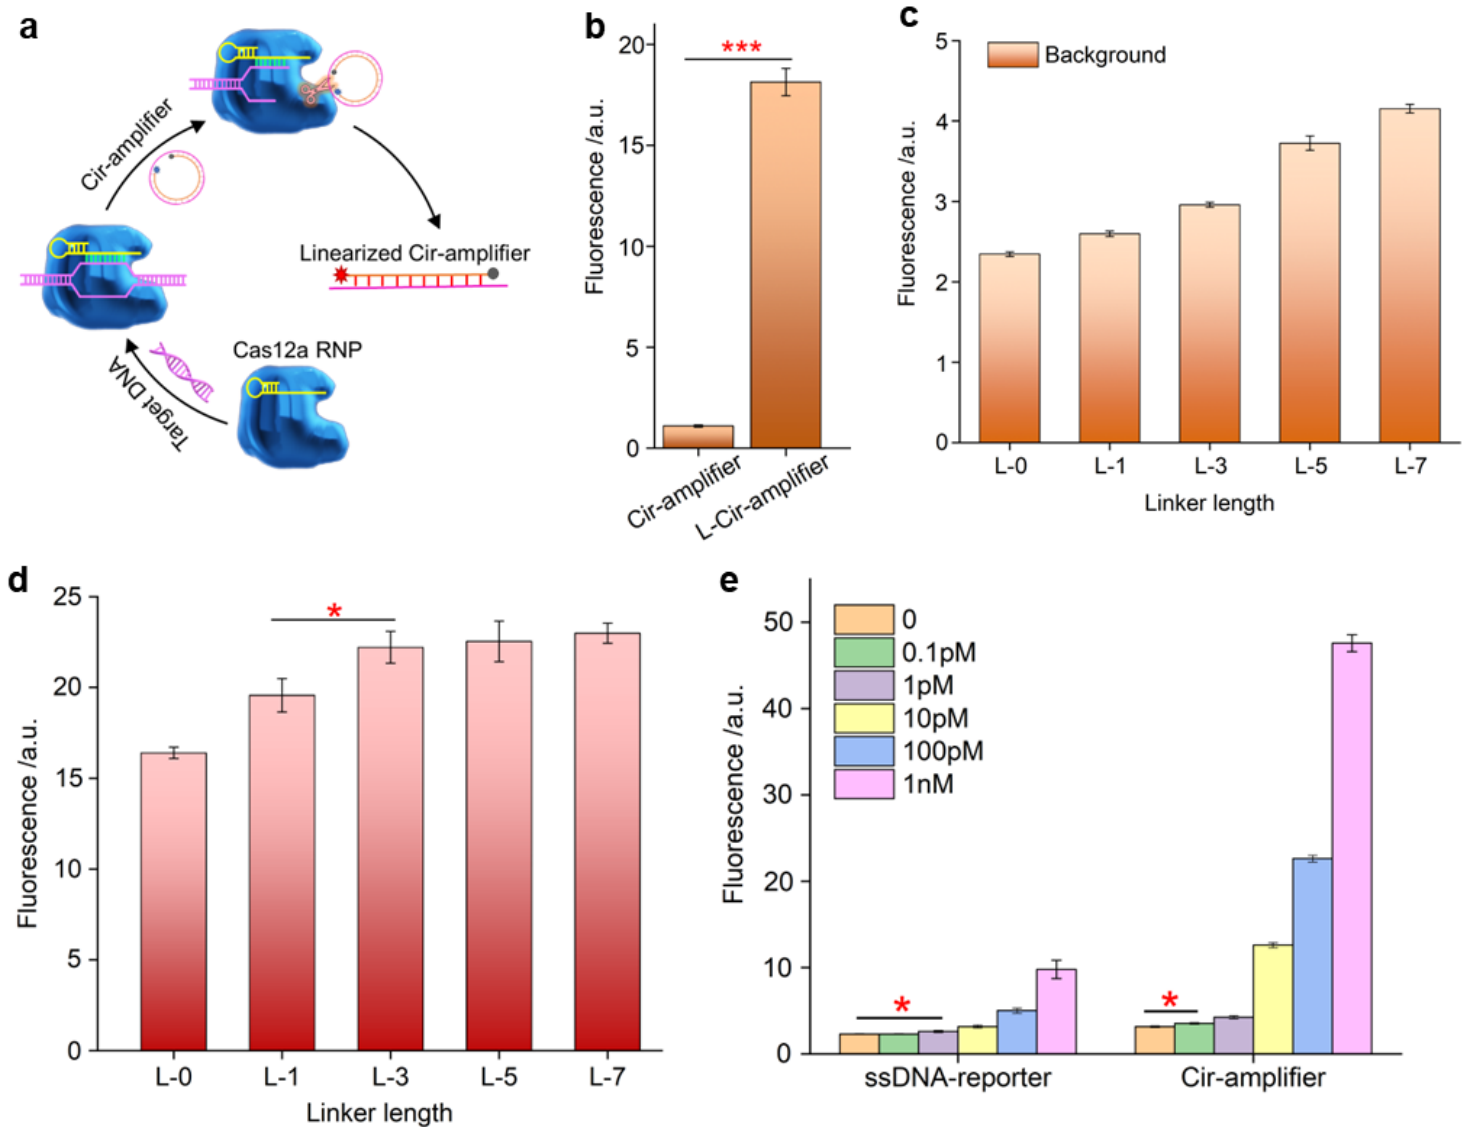 a
Cir-amplifier
Linearized Cir-amplifier
Cas12a RNP
Target DNA
b
***
20
15
10
5
0
Fluorescence /a.u.
Cir-amplifier
L-Cir-amplifier
c
Background
5
4
3
2
1
0
Fluorescence /a.u.
L-0 L-1 L-3 L-5 L-7
Linker length
d
*
25
20
15
10
5
0
Fluorescence /a.u.
L-0 L-1 L-3 L-5 L-7
Linker length
e
0
0.1pM
1pM
10pM
100pM
1nM
50
40
30
20
10
0
Fluorescence /a.u.
*
*
ssDNA-reporter Cir-amplifier